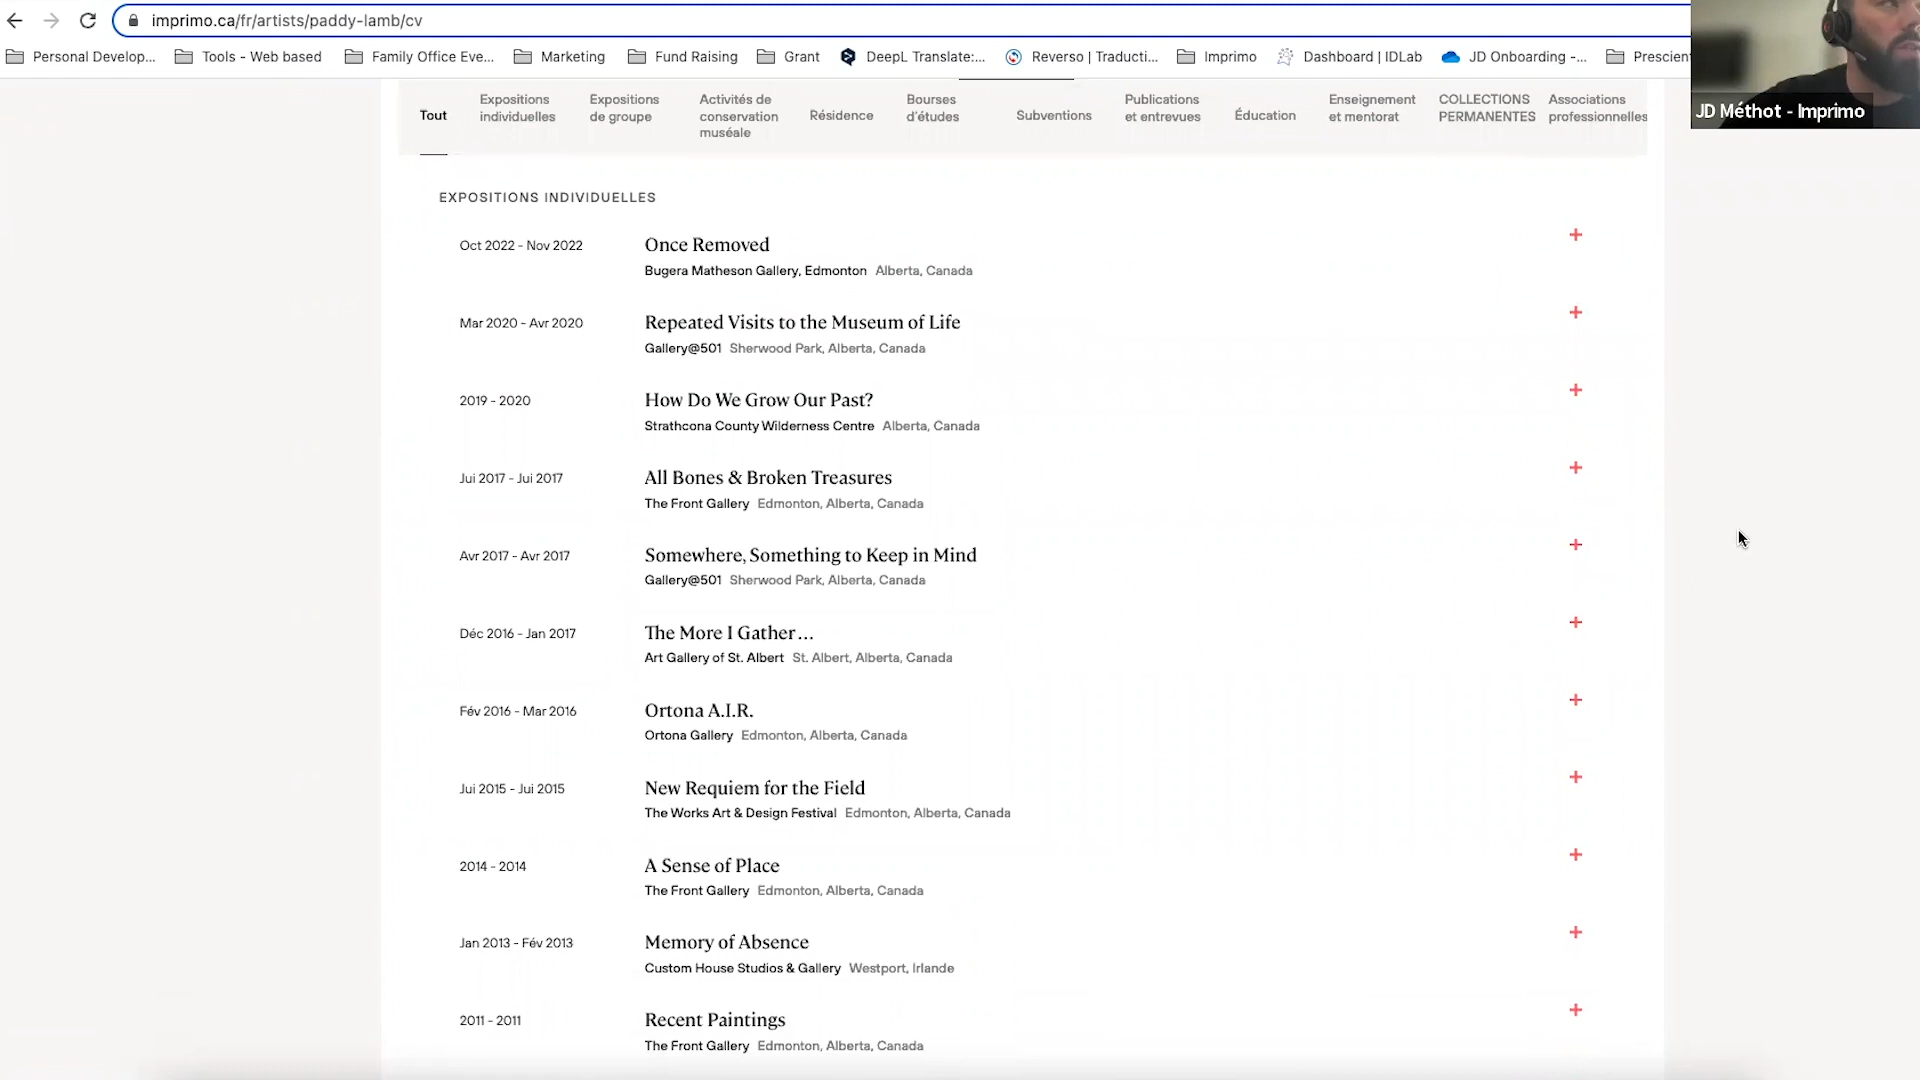 imprimo.ca/fr/artists/paddy-lamb/cv
Personal Develop... Tools - Web based Family Office Eve... Marketing Fund Raising Grant DeepL Translate:... Reverso | Traducti... Imprimo Dashboard | IDLab JD Onboarding -... Prescien
JD Méthot - Imprimo
Tout
Expositions
individuelles
Expositions
de groupe
Activités de
conservation
muséale
Résidence
Bourses
d'études
Subventions
Publications
et entrevues
Éducation
Enseignement
et mentorat
COLLECTIONS
PERMANENTES
Associations
professionnelles
EXPOSITIONS INDIVIDUELLES
Oct 2022 - Nov 2022 Once Removed
Bugera Matheson Gallery, Edmonton Alberta, Canada
Mar 2020 - Avr 2020 Repeated Visits to the Museum of Life
Gallery@501 Sherwood Park, Alberta, Canada
2019 - 2020 How Do We Grow Our Past?
Strathcona County Wilderness Centre Alberta, Canada
Jui 2017 - Jui 2017 All Bones & Broken Treasures
The Front Gallery Edmonton, Alberta, Canada
Avr 2017 - Avr 2017 Somewhere, Something to Keep in Mind
Gallery@501 Sherwood Park, Alberta, Canada
Déc 2016 - Jan 2017 The More I Gather...
Art Gallery of St. Albert St. Albert, Alberta, Canada
Fév 2016 - Mar 2016 Ortona A.I.R.
Ortona Gallery Edmonton, Alberta, Canada
Jui 2015 - Jui 2015 New Requiem for the Field
The Works Art & Design Festival Edmonton, Alberta, Canada
2014 - 2014 A Sense of Place
The Front Gallery Edmonton, Alberta, Canada
Jan 2013 - Fév 2013 Memory of Absence
Custom House Studios & Gallery Westport, Irlande
2011 - 2011 Recent Paintings
The Front Gallery Edmonton, Alberta, Canada